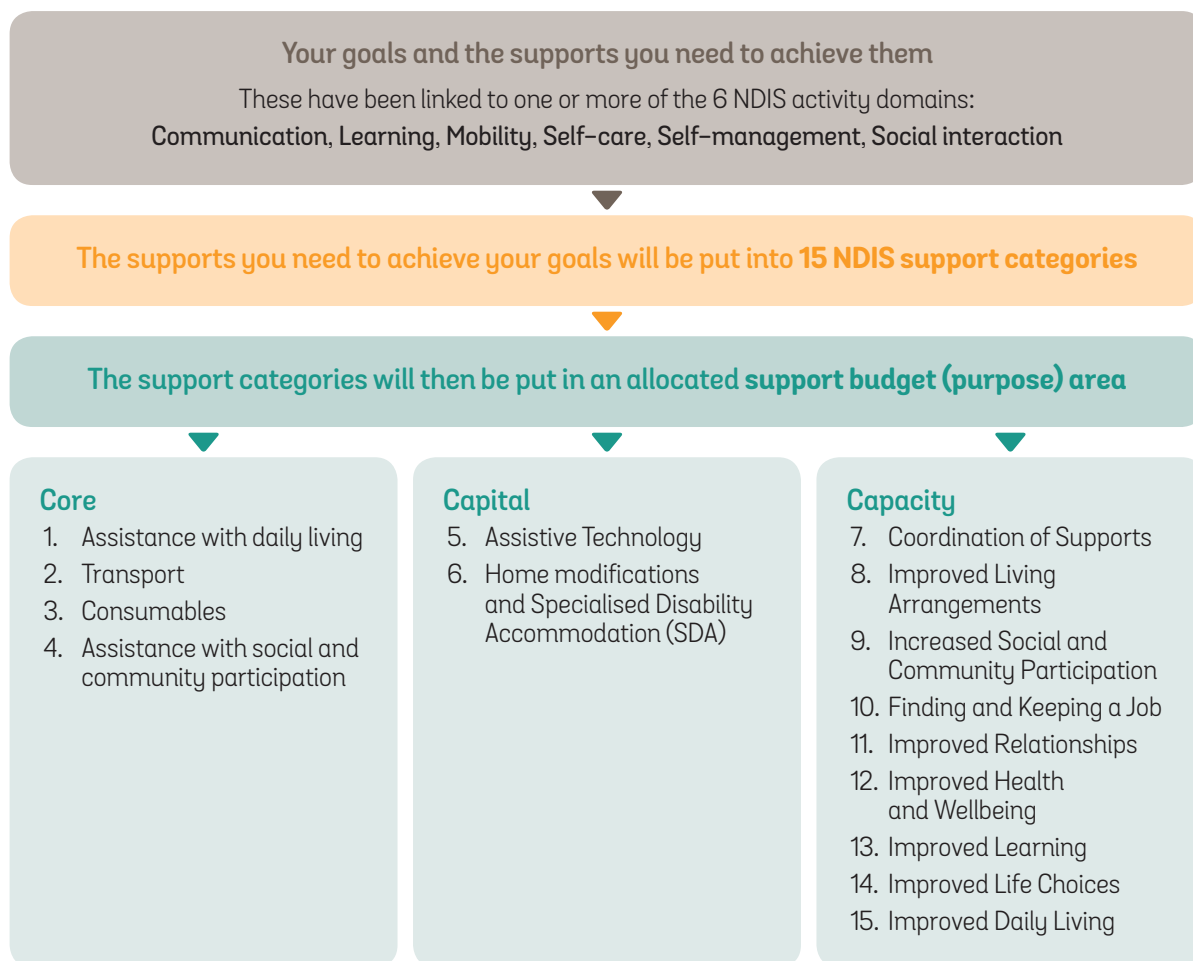 Your goals and the supports you need to achieve them
These have been linked to one or more of the 6 NDIS activity domains:
Communication, Learning, Mobility, Self-care, Self-management, Social interaction
The supports you need to achieve your goals will be put into 15 NDIS support categories
The support categories will then be put in an allocated support budget (purpose) area
Core
1. Assistance with daily living
2. Transport
3. Consumables
4. Assistance with social and
community participation
Capital
5. Assistive Technology
6. Home modifications
and Specialised Disability
Accommodation (SDA)
Capacity
7. Coordination of Supports
8. Improved Living
Arrangements
9. Increased Social and
Community Participation
10. Finding and Keeping a Job
11. Improved Relationships
12. Improved Health
and Wellbeing
13. Improved Learning
14. Improved Life Choices
15. Improved Daily Living